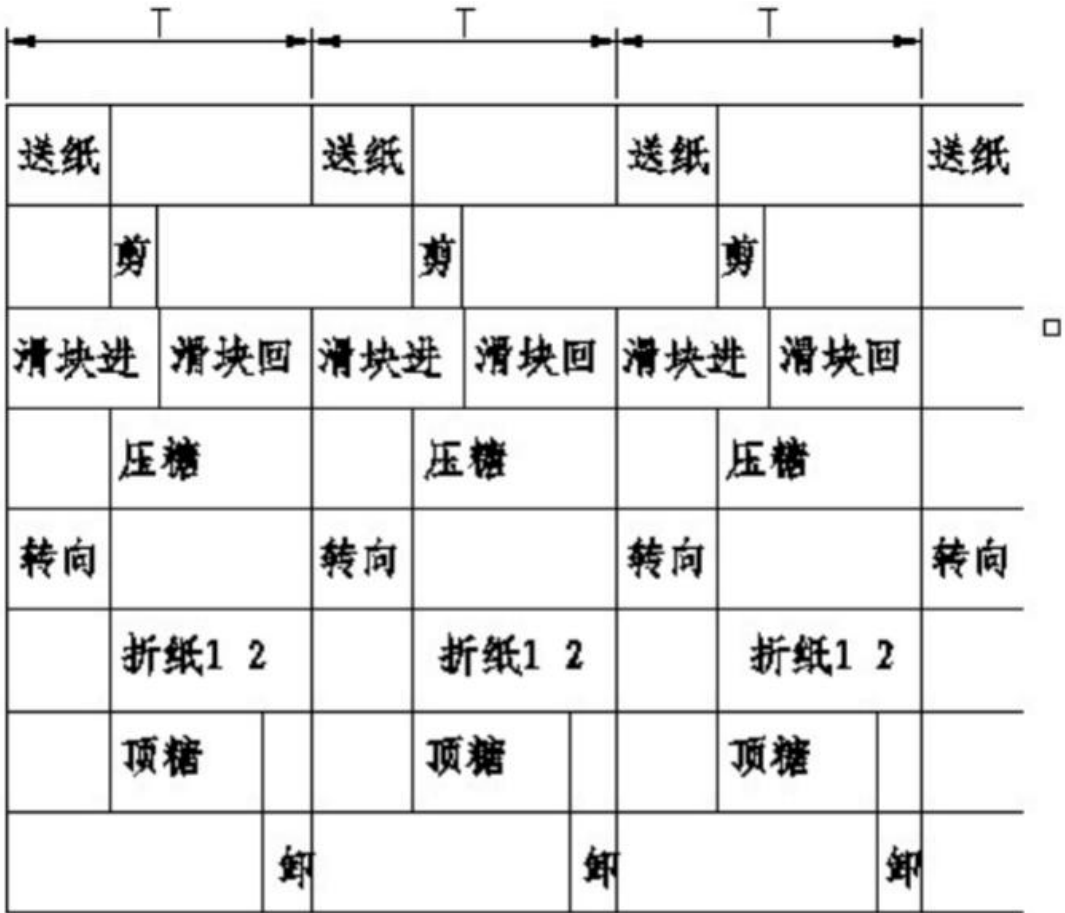 T T T
送纸 送纸 送纸 送纸
剪 剪 剪
滑块进 滑块回 滑块进 滑块回 滑块进 滑块回
压糖 压糖 压糖
转向 转向 转向 转向
折纸1 2 折纸1 2 折纸1 2
顶糖 顶糖 顶糖
卸 卸 卸